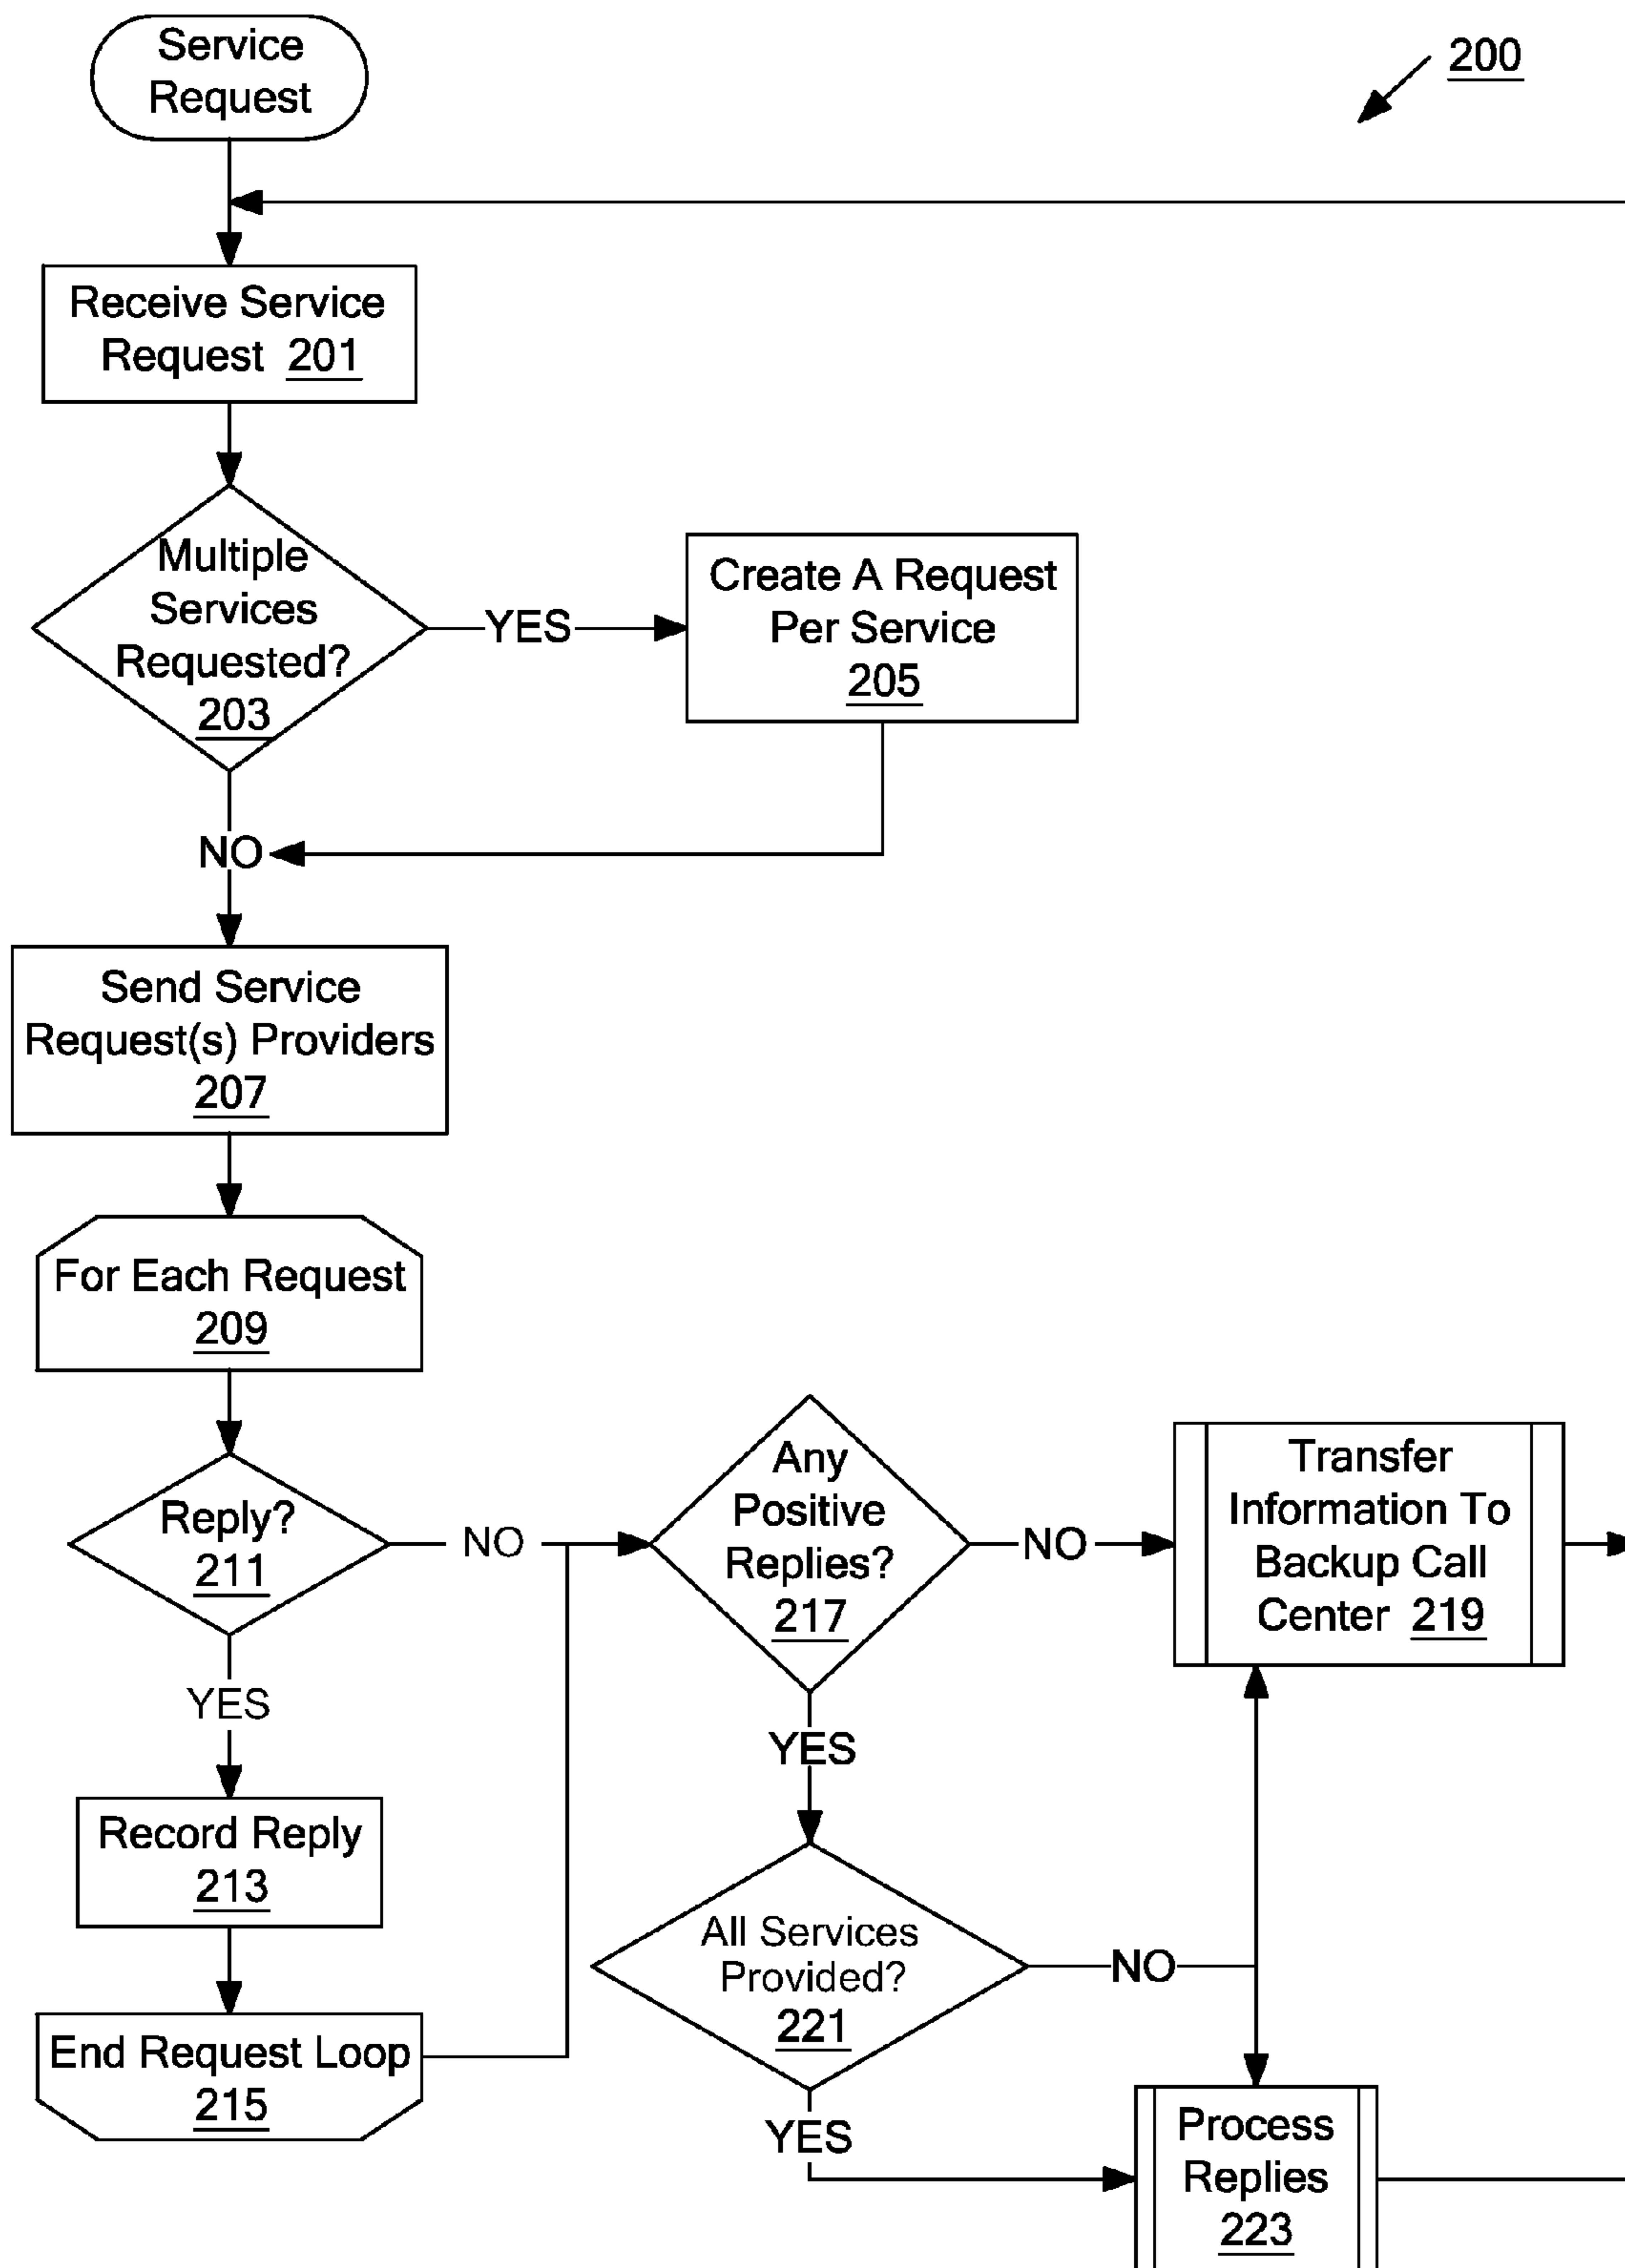 Service
Request
200
Receive Service
Request 201
Multiple
Services
Requested?
203
YES
Create A Request
Per Service
205
NO
Send Service
Request(s) Providers
207
For Each Request
209
Reply?
211
NO
YES
Record Reply
213
End Request Loop
215
Any
Positive
Replies?
217
NO
Transfer
Information To
Backup Call
Center 219
YES
All Services
Provided?
221
NO
YES
Process
Replies
223